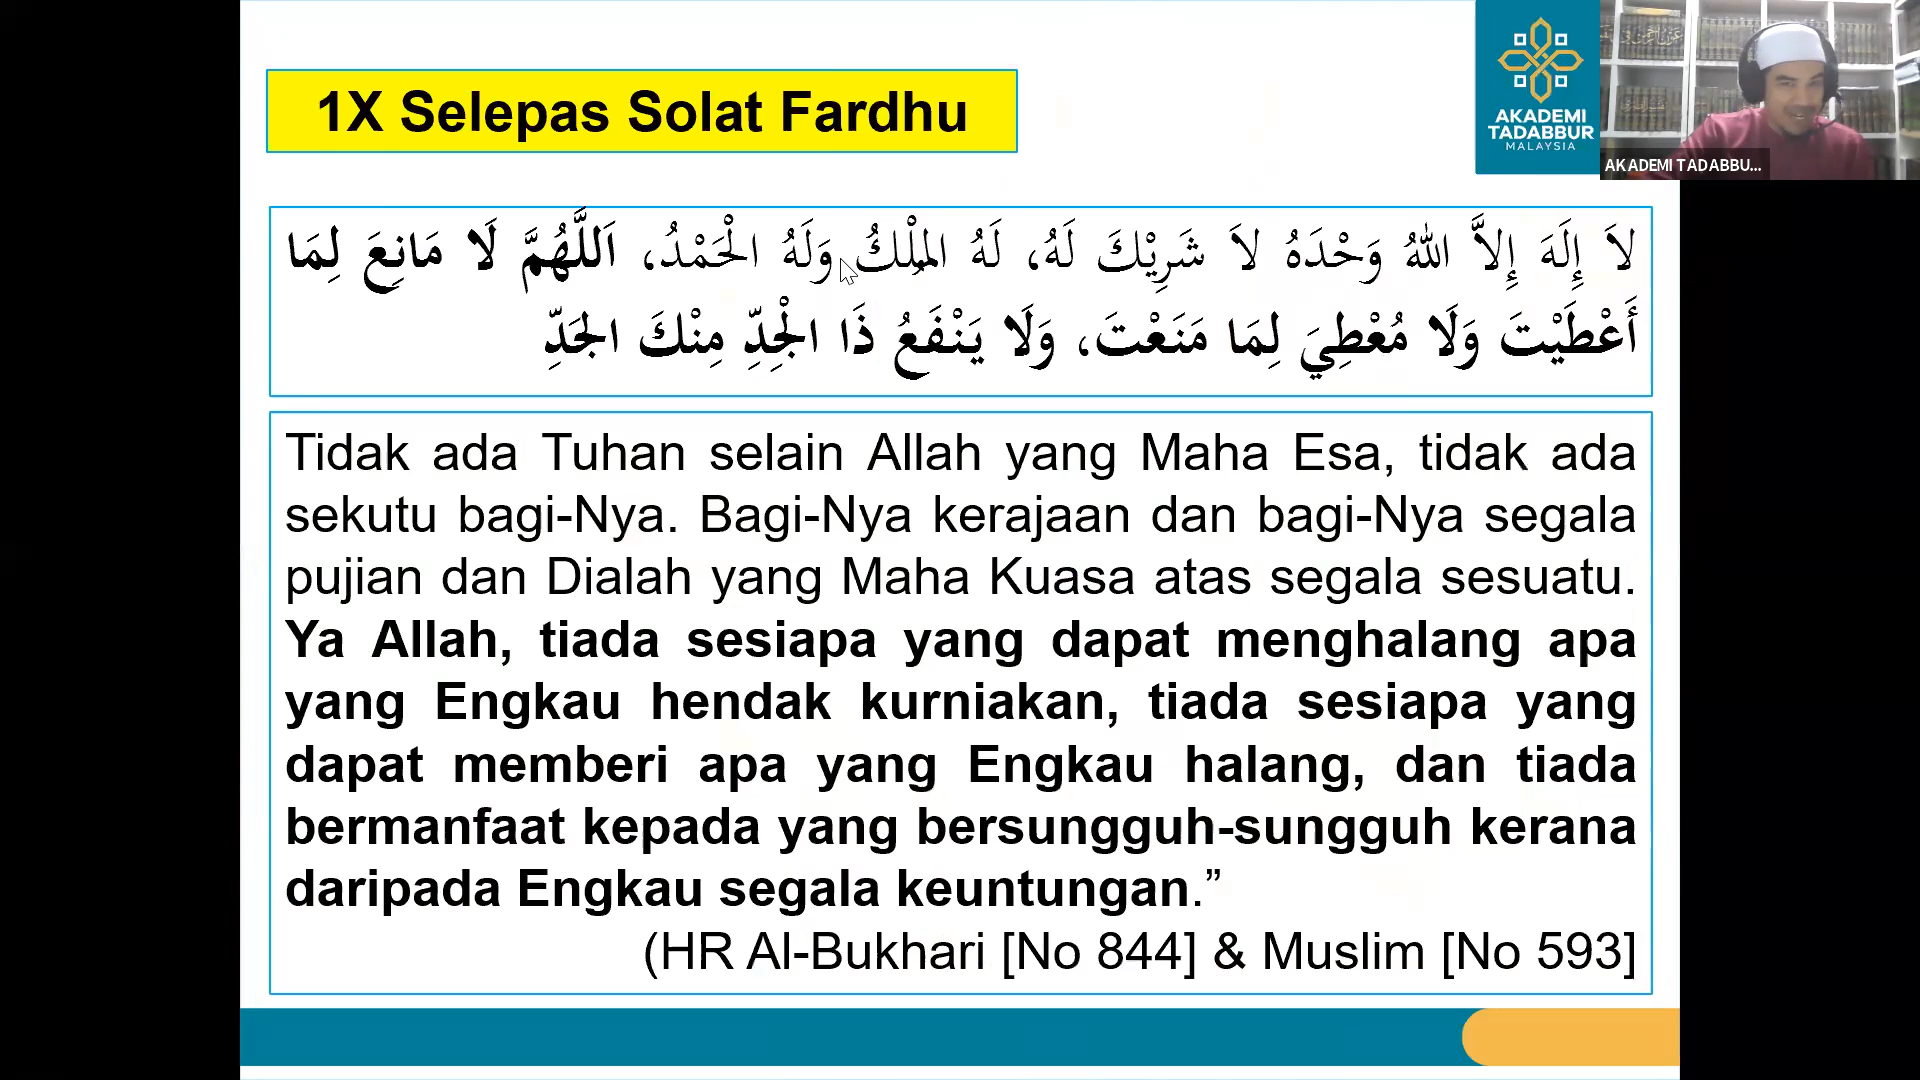 1X Selepas Solat Fardhu
AKADEMI
TADABBUR
MALAYSIA
AKADEMI TADABBU...
لاَ إِلَهَ إِلاَّ اللهُ وَحْدَهُ لاَ شَرِيْكَ لَهُ، لَهُ الْمُلْكُ وَلَهُ الْحَمْدُ، اَللَّهُمَّ لَا مَانِعَ لِمَا
أَعْطَيْتَ وَلَا مُعْطِيَ لِمَا مَنَعْتَ، وَلَا يَنْفَعُ ذَا الْجِدِّ مِنْكَ الجَدِّ
Tidak ada Tuhan selain Allah yang Maha Esa, tidak ada
sekutu bagi-Nya. Bagi-Nya kerajaan dan bagi-Nya segala
pujian dan Dialah yang Maha Kuasa atas segala sesuatu.
Ya Allah, tiada sesiapa yang dapat menghalang apa
yang Engkau hendak kurniakan, tiada sesiapa yang
dapat memberi apa yang Engkau halang, dan tiada
bermanfaat kepada yang bersungguh-sungguh kerana
daripada Engkau segala keuntungan.”
(HR Al-Bukhari [No 844] & Muslim [No 593]